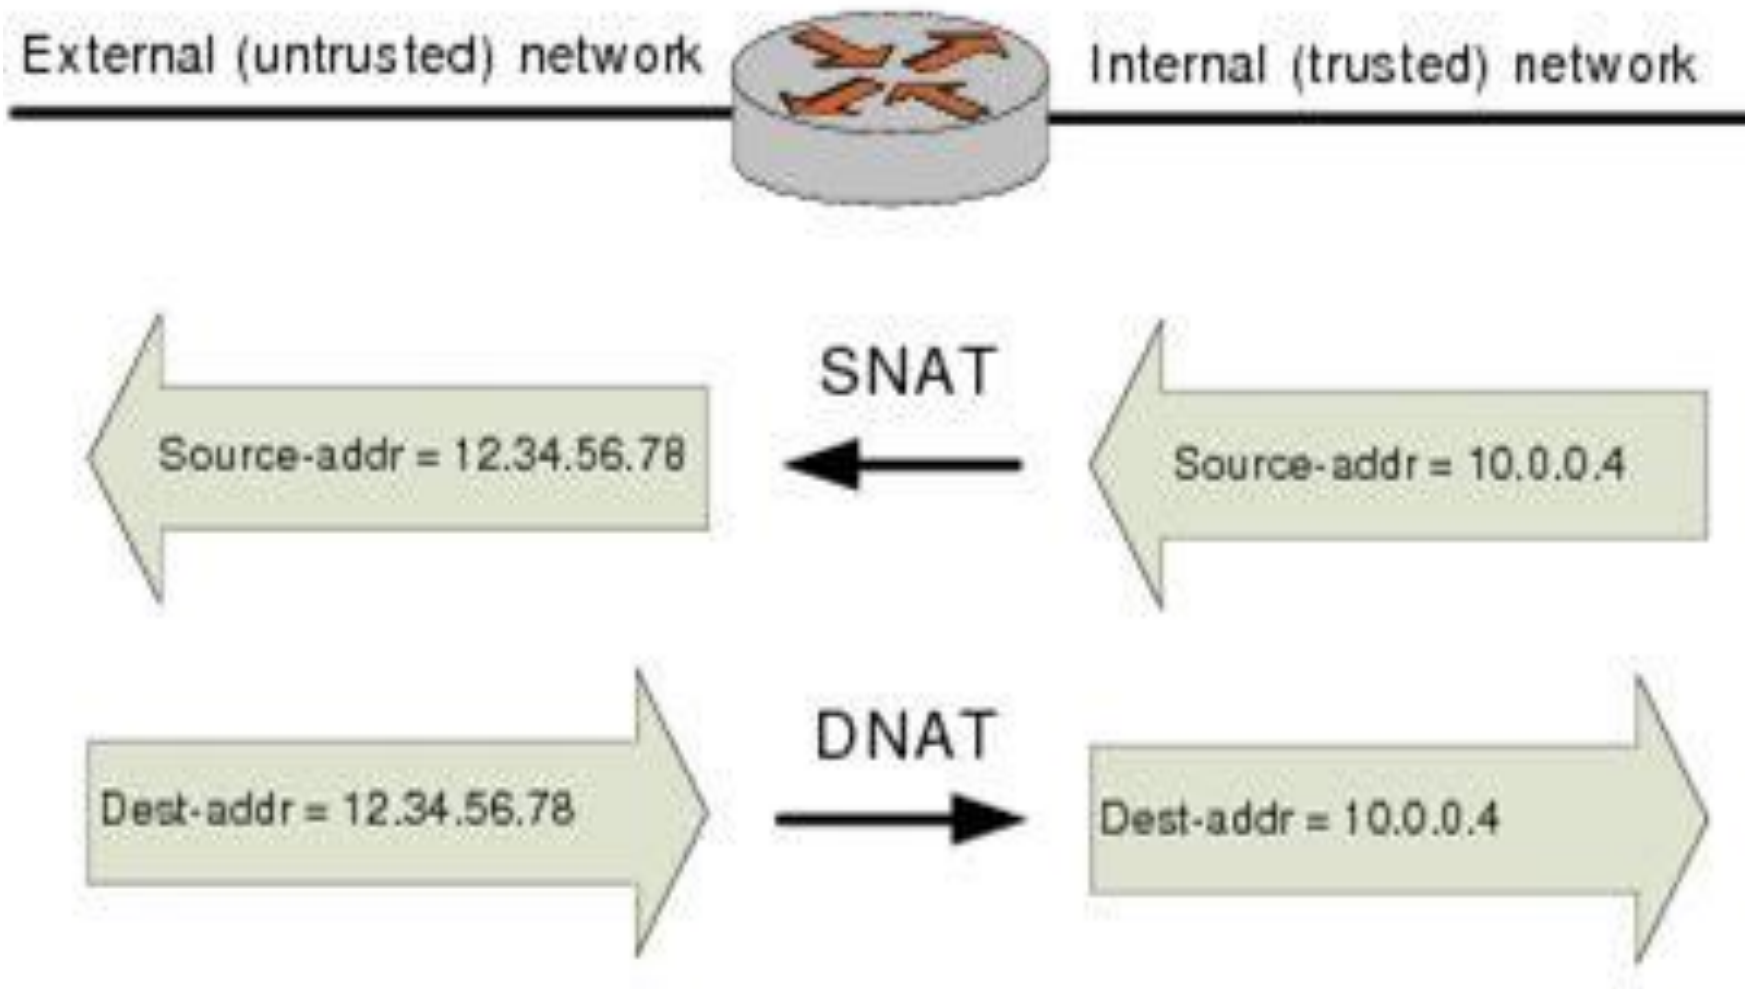 External (untrusted) network
Internal (trusted) network
SNAT
Source-addr = 12.34.56.78
Source-addr = 10.0.0.4
DNAT
Dest-addr = 12.34.56.78
Dest-addr = 10.0.0.4